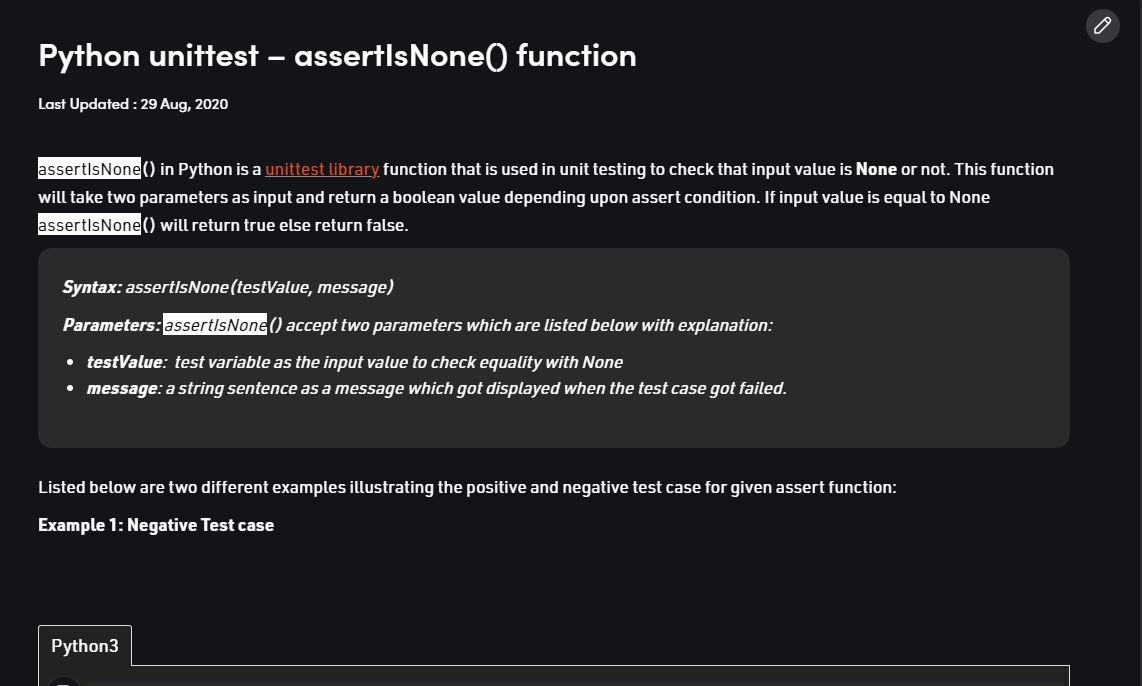 Python unittest – assertIsNone() function
Last Updated : 29 Aug, 2020
assertIsNone() in Python is a unittest library function that is used in unit testing to check that input value is None or not. This function
will take two parameters as input and return a boolean value depending upon assert condition. If input value is equal to None
assertIsNone() will return true else return false.
Syntax: assertIsNone(testValue, message)
Parameters: assertIsNone() accept two parameters which are listed below with explanation:
• testValue: test variable as the input value to check equality with None
• message: a string sentence as a message which got displayed when the test case got failed.
Listed below are two different examples illustrating the positive and negative test case for given assert function:
Example 1: Negative Test case
Python3